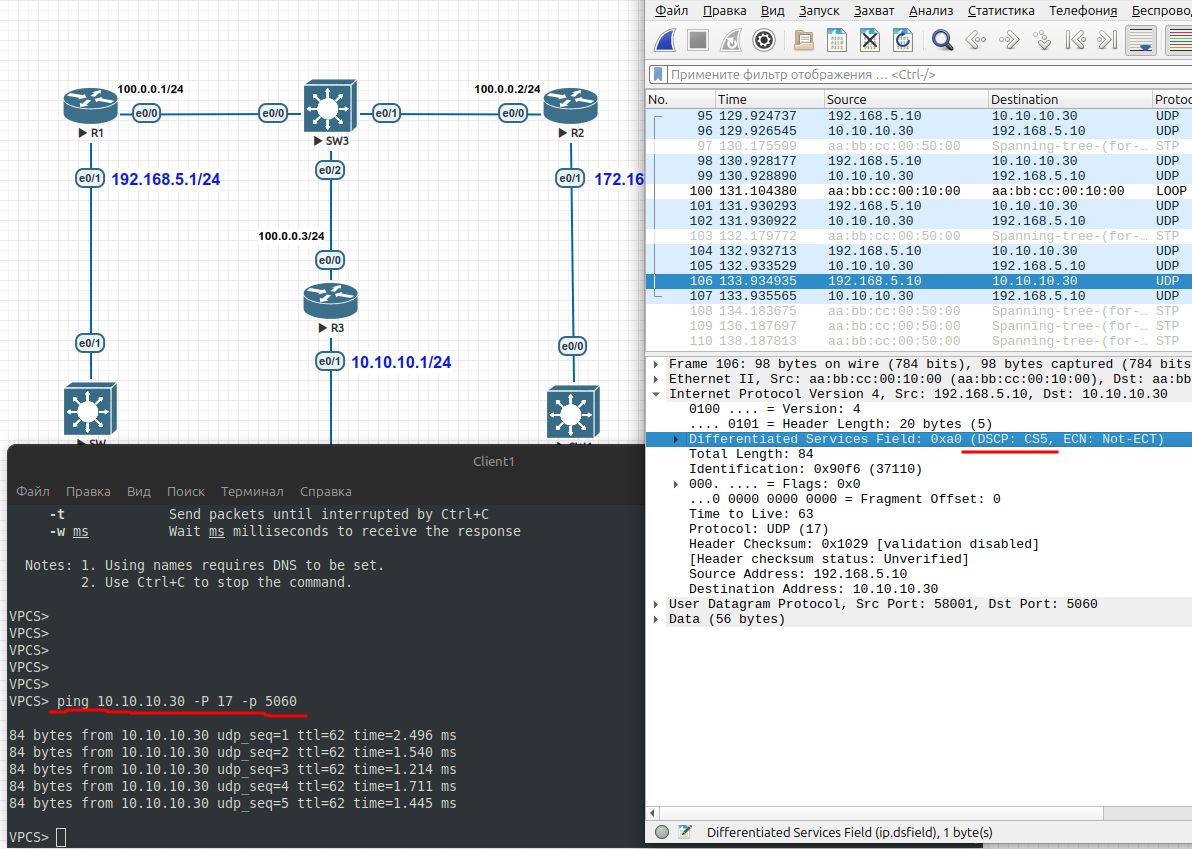 100.0.0.1/24
100.0.0.2/24
e0/0
e0/0
e0/1
e0/0
R1
SW3
R2
e0/1
192.168.5.1/24
e0/2
e0/1
172.16
100.0.0.3/24
e0/0
R3
e0/1
e0/1
10.10.10.1/24
e0/0
Файл Правка Вид Запуск Захват Анализ Статистика Телефония Беспровод
Примените фильтр отображения ... <Ctrl-/>
No. Time Source Destination Protoc
95 129.924737 192.168.5.10 10.10.10.30 UDP
96 129.926545 10.10.10.30 192.168.5.10 UDP
97 130.175599 aa:bb:cc:00:50:00 Spanning-tree-(for-… STP
98 130.928177 192.168.5.10 10.10.10.30 UDP
99 130.928890 10.10.10.30 192.168.5.10 UDP
100 131.104380 aa:bb:cc:00:10:00 aa:bb:cc:00:10:00 LOOP
101 131.930293 192.168.5.10 10.10.10.30 UDP
102 131.930922 10.10.10.30 192.168.5.10 UDP
103 132.179772 aa:bb:cc:00:50:00 Spanning-tree-(for-… STP
104 132.932713 192.168.5.10 10.10.10.30 UDP
105 132.933529 10.10.10.30 192.168.5.10 UDP
106 133.934935 192.168.5.10 10.10.10.30 UDP
107 133.935565 10.10.10.30 192.168.5.10 UDP
108 134.183675 aa:bb:cc:00:50:00 Spanning-tree-(for-… STP
109 136.187697 aa:bb:cc:00:50:00 Spanning-tree-(for-… STP
110 138.187813 aa:bb:cc:00:50:00 Spanning-tree-(for-… STP
Frame 106: 98 bytes on wire (784 bits), 98 bytes captured (784 bits
Ethernet II, Src: aa:bb:cc:00:10:00 (aa:bb:cc:00:10:00), Dst: aa:bb
Internet Protocol Version 4, Src: 192.168.5.10, Dst: 10.10.10.30
0100 .... = Version: 4
.... 0101 = Header Length: 20 bytes (5)
Differentiated Services Field: 0xa0 (DSCP: CS5, ECN: Not-ECT)
Total Length: 84
Identification: 0x90f6 (37110)
000. .... = Flags: 0x0
...0 0000 0000 0000 = Fragment Offset: 0
Time to Live: 63
Protocol: UDP (17)
Header Checksum: 0x1029 [validation disabled]
[Header checksum status: Unverified]
Source Address: 192.168.5.10
Destination Address: 10.10.10.30
User Datagram Protocol, Src Port: 58001, Dst Port: 5060
Data (56 bytes)
Differentiated Services Field (ip.dsfield), 1 byte(s)
Client1
Файл Правка Вид Поиск Терминал Справка
-t Send packets until interrupted by Ctrl+C
-w ms Wait ms milliseconds to receive the response
Notes: 1. Using names requires DNS to be set.
2. Use Ctrl+C to stop the command.
VPCS>
VPCS>
VPCS>
VPCS>
VPCS>
VPCS> ping 10.10.10.30 -P 17 -p 5060
84 bytes from 10.10.10.30 udp_seq=1 ttl=62 time=2.496 ms
84 bytes from 10.10.10.30 udp_seq=2 ttl=62 time=1.540 ms
84 bytes from 10.10.10.30 udp_seq=3 ttl=62 time=1.214 ms
84 bytes from 10.10.10.30 udp_seq=4 ttl=62 time=1.711 ms
84 bytes from 10.10.10.30 udp_seq=5 ttl=62 time=1.445 ms
VPCS>